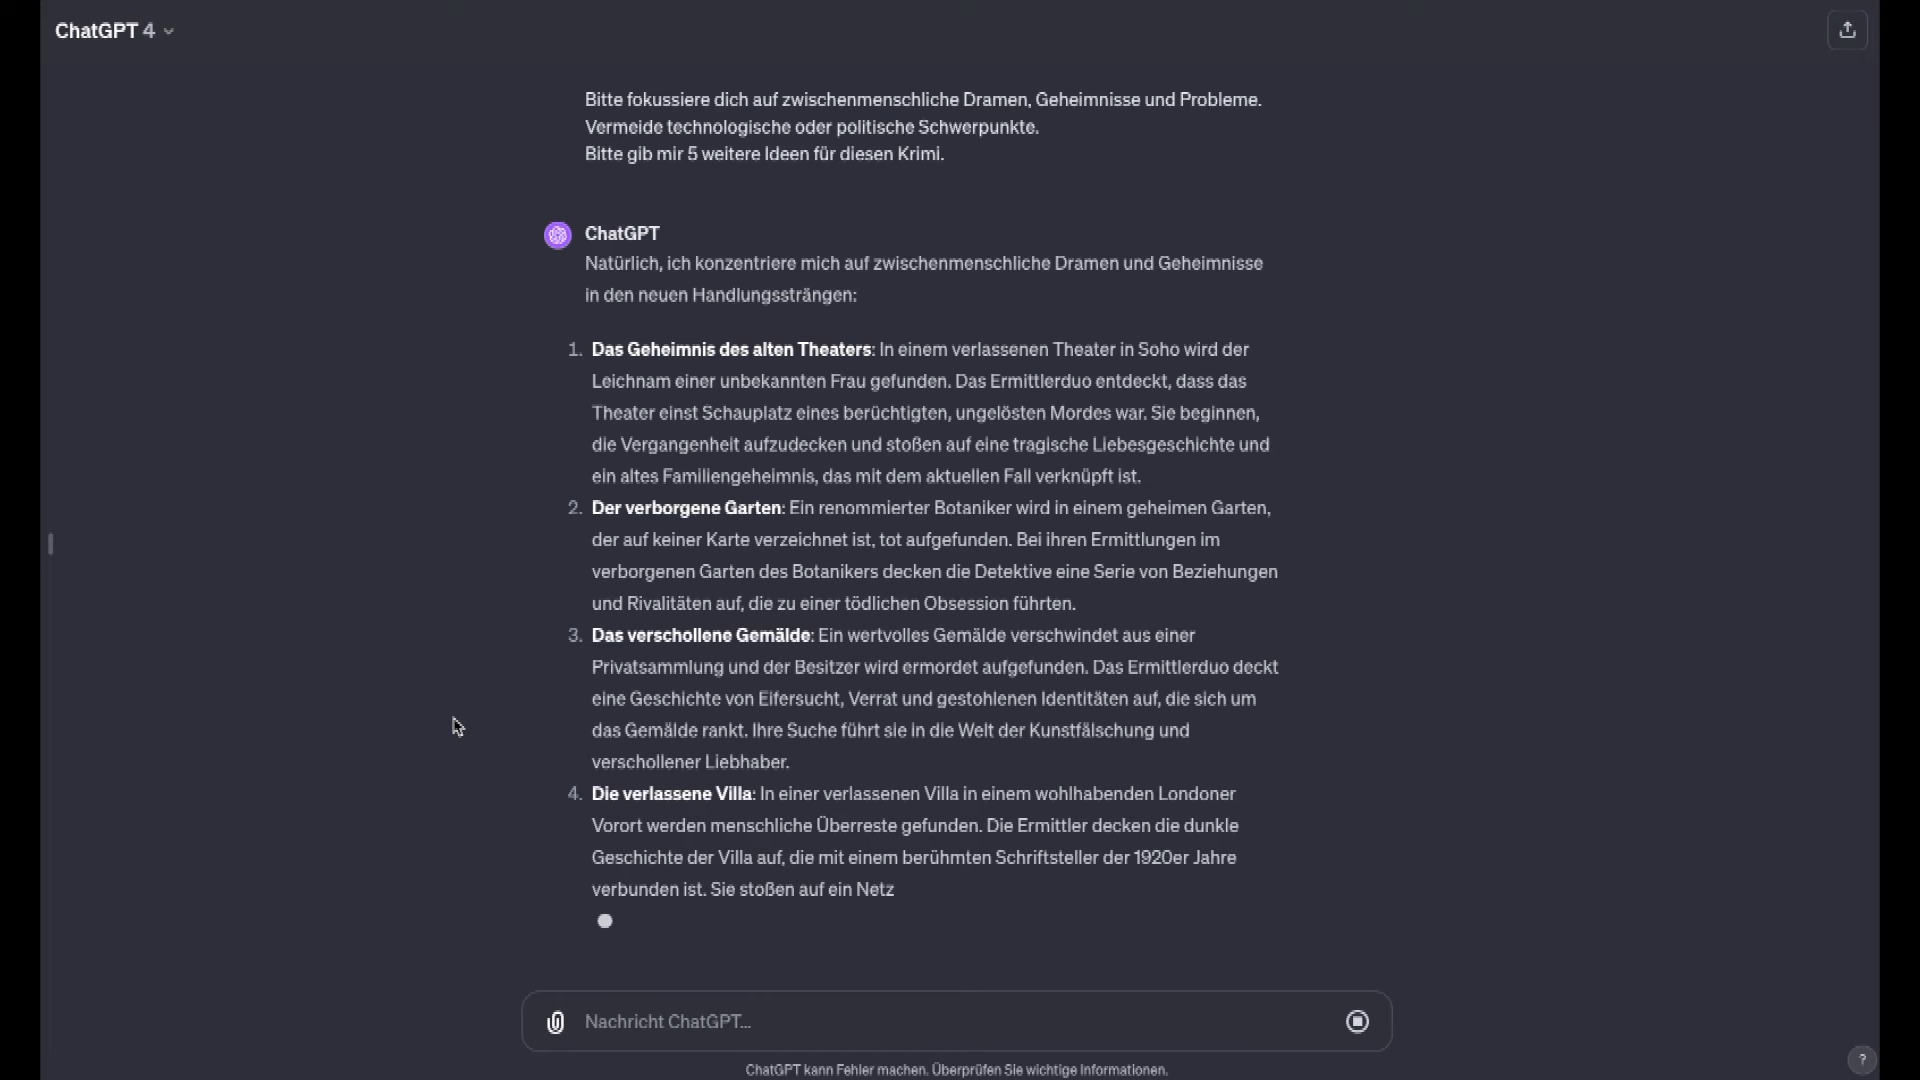 ChatGPT 4
Bitte fokussiere dich auf zwischenmenschliche Dramen, Geheimnisse und Probleme.
Vermeide technologische oder politische Schwerpunkte.
Bitte gib mir 5 weitere Ideen für diesen Krimi.
ChatGPT
Natürlich, ich konzentriere mich auf zwischenmenschliche Dramen und Geheimnisse
in den neuen Handlungssträngen:
1. Das Geheimnis des alten Theaters: In einem verlassenen Theater in Soho wird der
Leichnam einer unbekannten Frau gefunden. Das Ermittlerduo entdeckt, dass das
Theater einst Schauplatz eines berüchtigten, ungelösten Mordes war. Sie beginnen,
die Vergangenheit aufzudecken und stoßen auf eine tragische Liebesgeschichte und
ein altes Familiengeheimnis, das mit dem aktuellen Fall verknüpft ist.
2. Der verborgene Garten: Ein renommierter Botaniker wird in einem geheimen Garten,
der auf keiner Karte verzeichnet ist, tot aufgefunden. Bei ihren Ermittlungen im
verborgenen Garten des Botanikers decken die Detektive eine Serie von Beziehungen
und Rivalitäten auf, die zu einer tödlichen Obsession führten.
3. Das verschollene Gemälde: Ein wertvolles Gemälde verschwindet aus einer
Privatsammlung und der Besitzer wird ermordet aufgefunden. Das Ermittlerduo deckt
eine Geschichte von Eifersucht, Verrat und gestohlenen Identitäten auf, die sich um
das Gemälde rankt. Ihre Suche führt sie in die Welt der Kunstfälschung und
verschollener Liebhaber.
4. Die verlassene Villa: In einer verlassenen Villa in einem wohlhabenden Londoner
Vorort werden menschliche Überreste gefunden. Die Ermittler decken die dunkle
Geschichte der Villa auf, die mit einem berühmten Schriftsteller der 1920er Jahre
verbunden ist. Sie stoßen auf ein Netz
Nachricht ChatGPT...
ChatGPT kann Fehler machen. Überprüfen Sie wichtige Informationen.
?